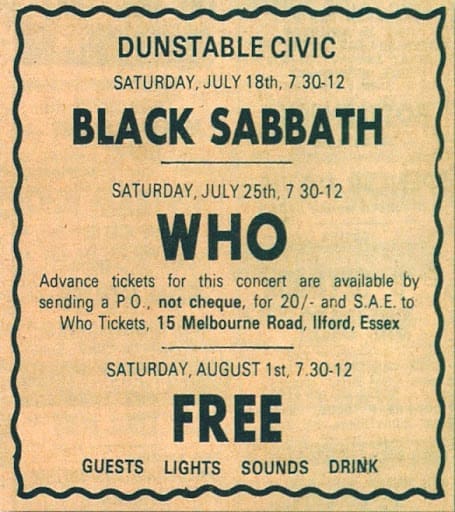 DUNSTABLE CIVIC
SATURDAY, JULY 18th, 7.30-12
BLACK SABBATH
SATURDAY, JULY 25th, 7 30-12
WHO
Advance tickets for this concert are available by
sending a P.O., not cheque, for 20/- and S.A.E. to
Who Tickets, 15 Melbourne Road, Ilford, Essex
SATURDAY, AUGUST 1st, 7.30-12
FREE
GUESTS LIGHTS SOUNDS DRINK